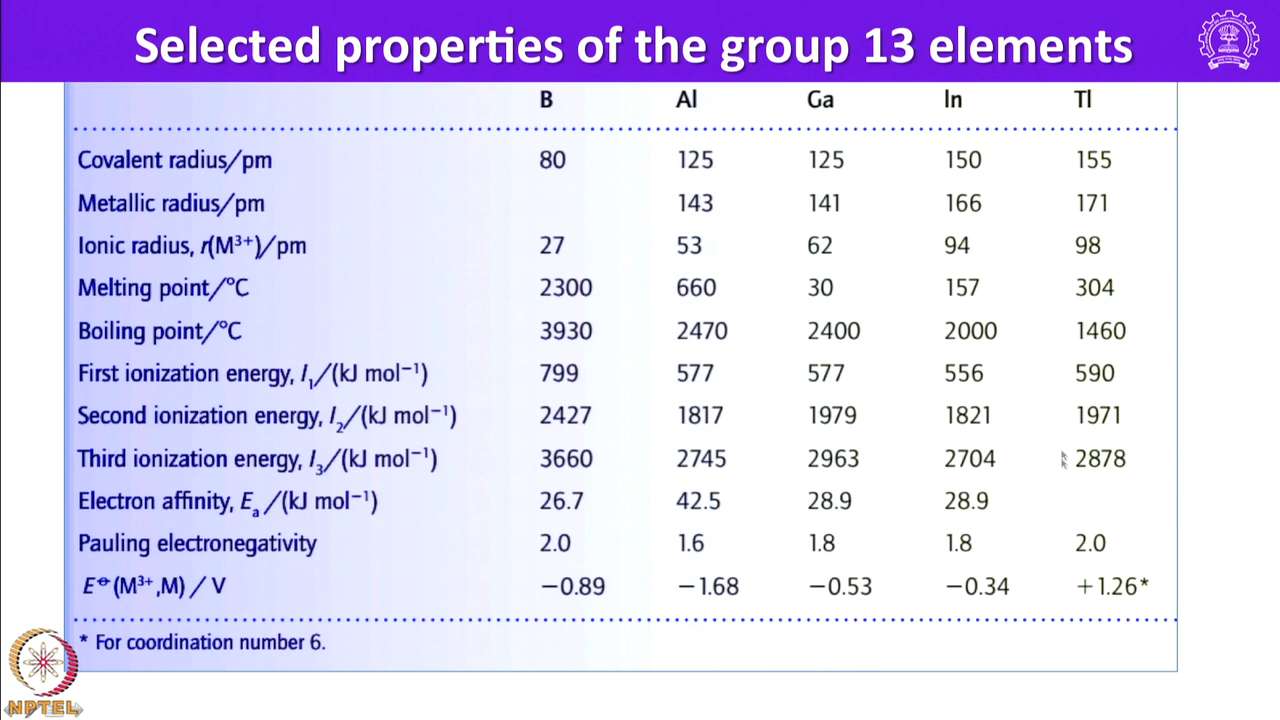 Selected properties of the group 13 elements
B Al Ga In Tl
Covalent radius/pm 80 125 125 150 155
Metallic radius/pm 143 141 166 171
Ionic radius, r(M³⁺)/pm 27 53 62 94 98
Melting point/°C 2300 660 30 157 304
Boiling point/°C 3930 2470 2400 2000 1460
First ionization energy, I₁/(kJ mol⁻¹) 799 577 577 556 590
Second ionization energy, I₂/(kJ mol⁻¹) 2427 1817 1979 1821 1971
Third ionization energy, I₃/(kJ mol⁻¹) 3660 2745 2963 2704 2878
Electron affinity, Eₐ/(kJ mol⁻¹) 26.7 42.5 28.9 28.9
Pauling electronegativity 2.0 1.6 1.8 1.8 2.0
E⦵(M³⁺,M)/V −0.89 −1.68 −0.53 −0.34 +1.26*
* For coordination number 6.
NPTEL